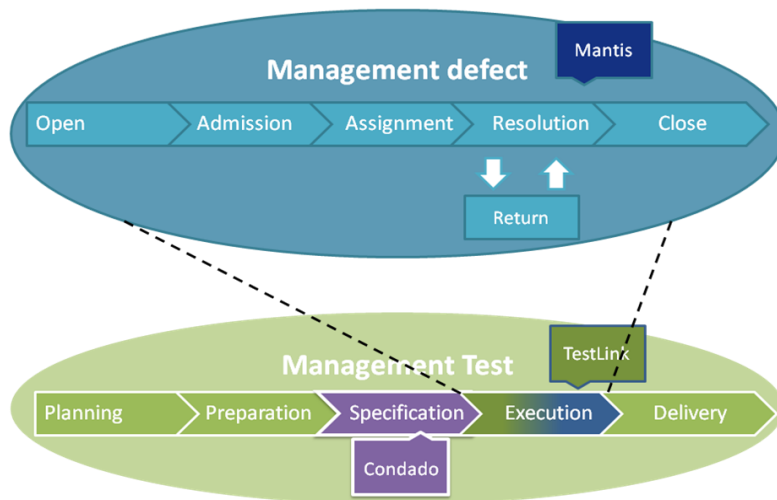 Mantis
Management defect
Open Admission Assignment Resolution Close
Return
TestLink
Management Test
Planning Preparation Specification Execution Delivery
Condado